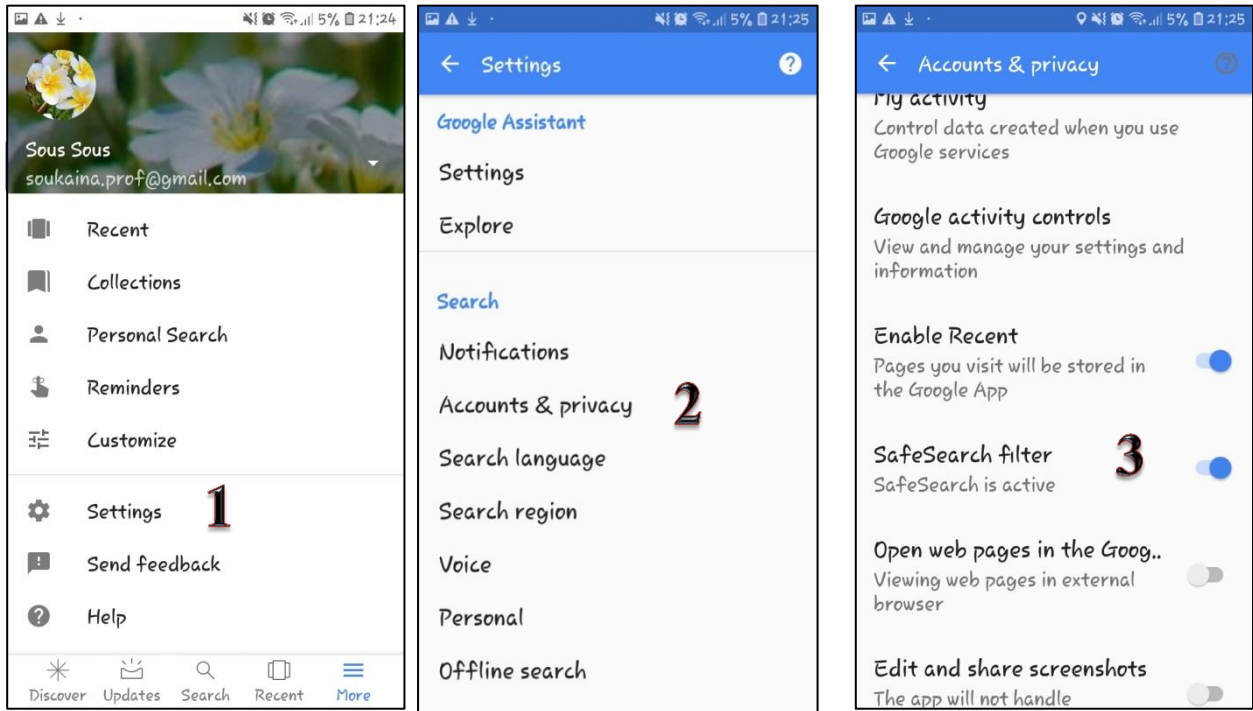 5% 21:24
Sous Sous
soukaina.prof@gmail.com
Recent
Collections
Personal Search
Reminders
Customize
Settings 1
Send feedback
Help
Discover Updates Search Recent More
5% 21:25
Settings
Google Assistant
Settings
Explore
Search
Notifications
Accounts & privacy 2
Search language
Search region
Voice
Personal
Offline search
5% 21:25
Accounts & privacy
My activity
Control data created when you use
Google services
Google activity controls
View and manage your settings and
information
Enable Recent
Pages you visit will be stored in
the Google App
SafeSearch filter 3
SafeSearch is active
Open web pages in the Goog..
Viewing web pages in external
browser
Edit and share screenshots
The app will not handle